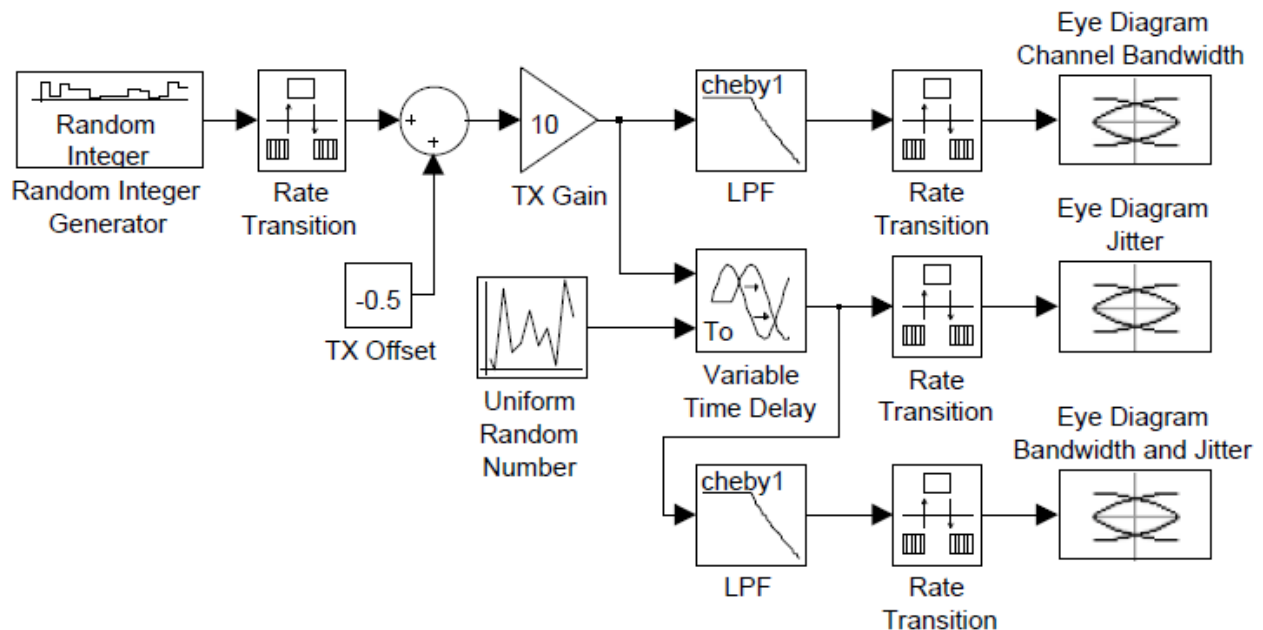 Eye Diagram
Channel Bandwidth
Random
Integer
Random Integer
Generator
Rate
Transition
+
+
10
TX Gain
cheby1
LPF
Rate
Transition
-0.5
TX Offset
Uniform
Random
Number
To
Variable
Time Delay
Rate
Transition
Eye Diagram
Jitter
cheby1
LPF
Rate
Transition
Eye Diagram
Bandwidth and Jitter